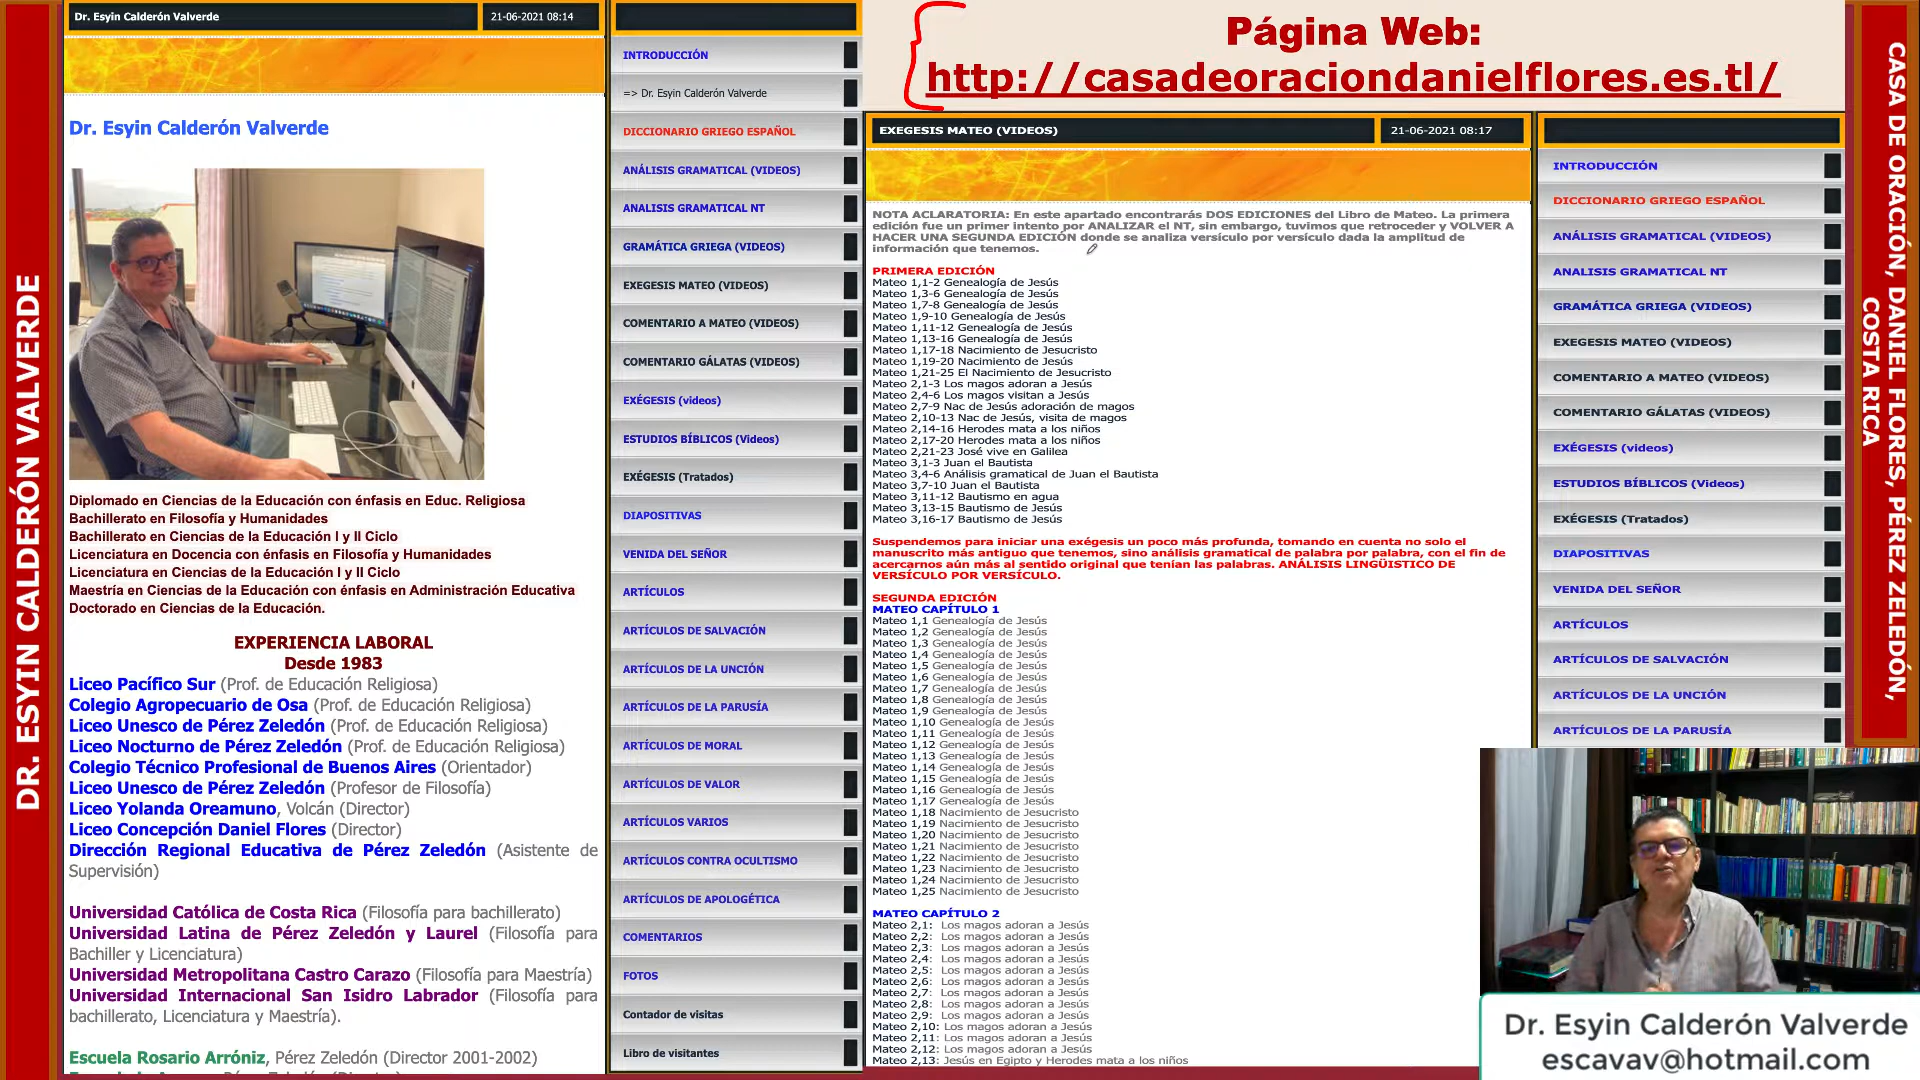 DR. ESYIN CALDERÓN VALVERDE
Dr. Esyin Calderón Valverde
21-06-2021 08:14
Dr. Esyin Calderón Valverde
Diplomado en Ciencias de la Educación con énfasis en Educ. Religiosa
Bachillerato en Filosofía y Humanidades
Bachillerato en Ciencias de la Educación I y II Ciclo
Licenciatura en Docencia con énfasis en Filosofía y Humanidades
Licenciatura en Ciencias de la Educación I y II Ciclo
Maestría en Ciencias de la Educación con énfasis en Administración Educativa
Doctorado en Ciencias de la Educación.
EXPERIENCIA LABORAL
Desde 1983
Liceo Pacífico Sur (Prof. de Educación Religiosa)
Colegio Agropecuario de Osa (Prof. de Educación Religiosa)
Liceo Unesco de Pérez Zeledón (Prof. de Educación Religiosa)
Liceo Nocturno de Pérez Zeledón (Prof. de Educación Religiosa)
Colegio Técnico Profesional de Buenos Aires (Orientador)
Liceo Unesco de Pérez Zeledón (Profesor de Filosofía)
Liceo Yolanda Oreamuno, Volcán (Director)
Liceo Concepción Daniel Flores (Director)
Dirección Regional Educativa de Pérez Zeledón (Asistente de
Supervisión)
Universidad Católica de Costa Rica (Filosofía para bachillerato)
Universidad Latina de Pérez Zeledón y Laurel (Filosofía para
Bachiller y Licenciatura)
Universidad Metropolitana Castro Carazo (Filosofía para Maestría)
Universidad Internacional San Isidro Labrador (Filosofía para
bachillerato, Licenciatura y Maestría).
Escuela Rosario Arróniz, Pérez Zeledón (Director 2001-2002)
INTRODUCCIÓN
=> Dr. Esyin Calderón Valverde
DICCIONARIO GRIEGO ESPAÑOL
ANÁLISIS GRAMATICAL (VIDEOS)
ANALISIS GRAMATICAL NT
GRAMÁTICA GRIEGA (VIDEOS)
EXEGESIS MATEO (VIDEOS)
COMENTARIO A MATEO (VIDEOS)
COMENTARIO GÁLATAS (VIDEOS)
EXÉGESIS (videos)
ESTUDIOS BÍBLICOS (Videos)
EXÉGESIS (Tratados)
DIAPOSITIVAS
VENIDA DEL SEÑOR
ARTÍCULOS
ARTÍCULOS DE SALVACIÓN
ARTÍCULOS DE LA UNCIÓN
ARTÍCULOS DE LA PARUSÍA
ARTÍCULOS DE MORAL
ARTÍCULOS DE VALOR
ARTÍCULOS VARIOS
ARTÍCULOS CONTRA OCULTISMO
ARTÍCULOS DE APOLOGÉTICA
COMENTARIOS
FOTOS
Contador de visitas
Libro de visitantes
Página Web:
http://casadeoraciondanielflores.es.tl/
EXEGESIS MATEO (VIDEOS)
21-06-2021 08:17
NOTA ACLARATORIA: En este apartado encontrarás DOS EDICIONES del Libro de Mateo. La primera
edición fue un primer intento por ANALIZAR el NT, sin embargo, tuvimos que retroceder y VOLVER A
HACER UNA SEGUNDA EDICIÓN donde se analiza versículo por versículo dada la amplitud de
información que tenemos.
PRIMERA EDICIÓN
Mateo 1,1-2 Genealogía de Jesús
Mateo 1,3-6 Genealogía de Jesús
Mateo 1,7-8 Genealogía de Jesús
Mateo 1,9-10 Genealogía de Jesús
Mateo 1,11-12 Genealogía de Jesús
Mateo 1,13-16 Genealogía de Jesús
Mateo 1,17-18 Nacimiento de Jesucristo
Mateo 1,19-20 Nacimiento de Jesús
Mateo 1,21-25 El Nacimiento de Jesucristo
Mateo 2,1-3 Los magos adoran a Jesús
Mateo 2,4-6 Los magos visitan a Jesús
Mateo 2,7-9 Nac de Jesús adoración de magos
Mateo 2,10-13 Nac de Jesús, visita de magos
Mateo 2,14-16 Herodes mata a los niños
Mateo 2,17-20 Herodes mata a los niños
Mateo 2,21-23 José vive en Galilea
Mateo 3,1-3 Juan el Bautista
Mateo 3,4-6 Análisis gramatical de Juan el Bautista
Mateo 3,7-10 Juan el Bautista
Mateo 3,11-12 Bautismo en agua
Mateo 3,13-15 Bautismo de Jesús
Mateo 3,16-17 Bautismo de Jesús
Suspendemos para iniciar una exégesis un poco más profunda, tomando en cuenta no solo el
manuscrito más antiguo que tenemos, sino análisis gramatical de palabra por palabra, con el fin de
acercarnos aún más al sentido original que tenían las palabras. ANÁLISIS LINGÜISTICO DE
VERSÍCULO POR VERSÍCULO.
SEGUNDA EDICIÓN
MATEO CAPÍTULO 1
Mateo 1,1 Genealogía de Jesús
Mateo 1,2 Genealogía de Jesús
Mateo 1,3 Genealogía de Jesús
Mateo 1,4 Genealogía de Jesús
Mateo 1,5 Genealogía de Jesús
Mateo 1,6 Genealogía de Jesús
Mateo 1,7 Genealogía de Jesús
Mateo 1,8 Genealogía de Jesús
Mateo 1,9 Genealogía de Jesús
Mateo 1,10 Genealogía de Jesús
Mateo 1,11 Genealogía de Jesús
Mateo 1,12 Genealogía de Jesús
Mateo 1,13 Genealogía de Jesús
Mateo 1,14 Genealogía de Jesús
Mateo 1,15 Genealogía de Jesús
Mateo 1,16 Genealogía de Jesús
Mateo 1,17 Genealogía de Jesús
Mateo 1,18 Nacimiento de Jesucristo
Mateo 1,19 Nacimiento de Jesucristo
Mateo 1,20 Nacimiento de Jesucristo
Mateo 1,21 Nacimiento de Jesucristo
Mateo 1,22 Nacimiento de Jesucristo
Mateo 1,23 Nacimiento de Jesucristo
Mateo 1,24 Nacimiento de Jesucristo
Mateo 1,25 Nacimiento de Jesucristo
MATEO CAPÍTULO 2
Mateo 2,1: Los magos adoran a Jesús
Mateo 2,2: Los magos adoran a Jesús
Mateo 2,3: Los magos adoran a Jesús
Mateo 2,4: Los magos adoran a Jesús
Mateo 2,5: Los magos adoran a Jesús
Mateo 2,6: Los magos adoran a Jesús
Mateo 2,7: Los magos adoran a Jesús
Mateo 2,8: Los magos adoran a Jesús
Mateo 2,9: Los magos adoran a Jesús
Mateo 2,10: Los magos adoran a Jesús
Mateo 2,11: Los magos adoran a Jesús
Mateo 2,12: Los magos adoran a Jesús
Mateo 2,13: Jesús en Egipto y Herodes mata a los niños
INTRODUCCIÓN
DICCIONARIO GRIEGO ESPAÑOL
ANÁLISIS GRAMATICAL (VIDEOS)
ANALISIS GRAMATICAL NT
GRAMÁTICA GRIEGA (VIDEOS)
EXEGESIS MATEO (VIDEOS)
COMENTARIO A MATEO (VIDEOS)
COMENTARIO GÁLATAS (VIDEOS)
EXÉGESIS (videos)
ESTUDIOS BÍBLICOS (Videos)
EXÉGESIS (Tratados)
DIAPOSITIVAS
VENIDA DEL SEÑOR
ARTÍCULOS
ARTÍCULOS DE SALVACIÓN
ARTÍCULOS DE LA UNCIÓN
ARTÍCULOS DE LA PARUSÍA
CASA DE ORACIÓN, DANIEL FLORES, PÉREZ ZELEDÓN,
COSTA RICA
Dr. Esyin Calderón Valverde
escavav@hotmail.com